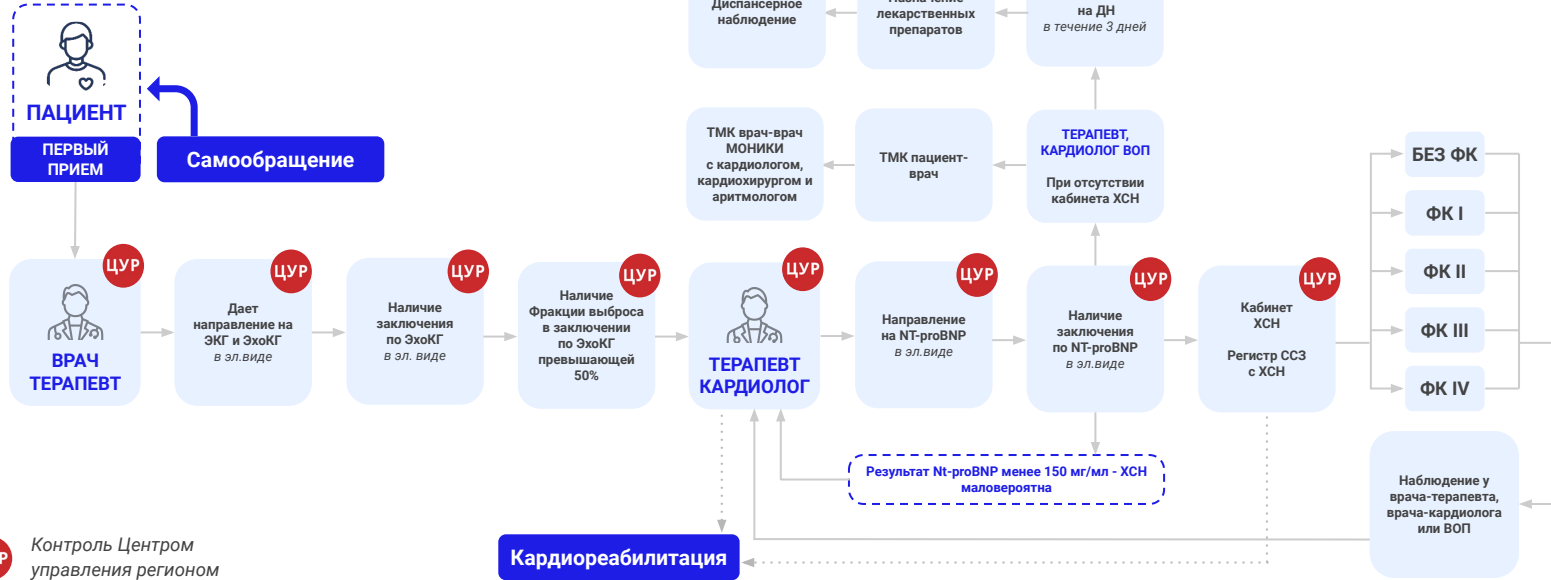 Диспансерное
наблюдение
Назначение
лекарственных
препаратов
на ДН
в течение 3 дней
ПАЦИЕНТ
ПЕРВЫЙ
ПРИЕМ
Самообращение
ТМК врач-врач
МОНИКИ
с кардиологом,
кардиохирургом и
аритмологом
ТМК пациент-
врач
ТЕРАПЕВТ,
КАРДИОЛОГ ВОП
При отсутствии
кабинета ХСН
ЦУР
ВРАЧ
ТЕРАПЕВТ
ЦУР
Дает
направление на
ЭКГ и ЭхоКГ
в эл.виде
ЦУР
Наличие
заключения
по ЭхоКГ
в эл. виде
ЦУР
Наличие
Фракции выброса
в заключении
по ЭхоКГ
превышающей
50%
ЦУР
ТЕРАПЕВТ
КАРДИОЛОГ
ЦУР
Направление
на NT-proBNP
в эл.виде
ЦУР
Наличие
заключения
по NT-proBNP
в эл.виде
ЦУР
Кабинет
ХСН
Регистр ССЗ
с ХСН
БЕЗ ФК
ФК I
ФК II
ФК III
ФК IV
Результат Nt-proBNP менее 150 мг/мл - ХСН
маловероятна
Наблюдение у
врача-терапевта,
врача-кардиолога
или ВОП
Кардиореабилитация
Контроль Центром
управления регионом